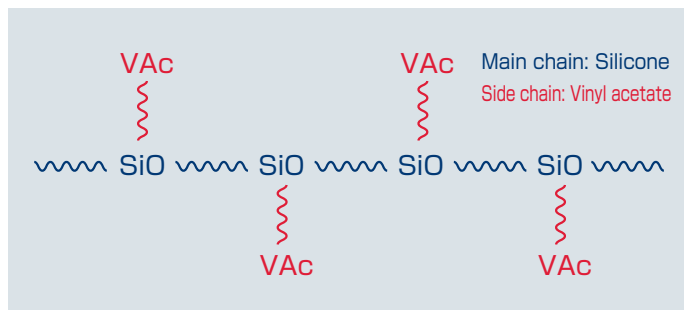 VAc VAc Main chain: Silicone
Side chain: Vinyl acetate
SiO SiO SiO SiO
VAc VAc